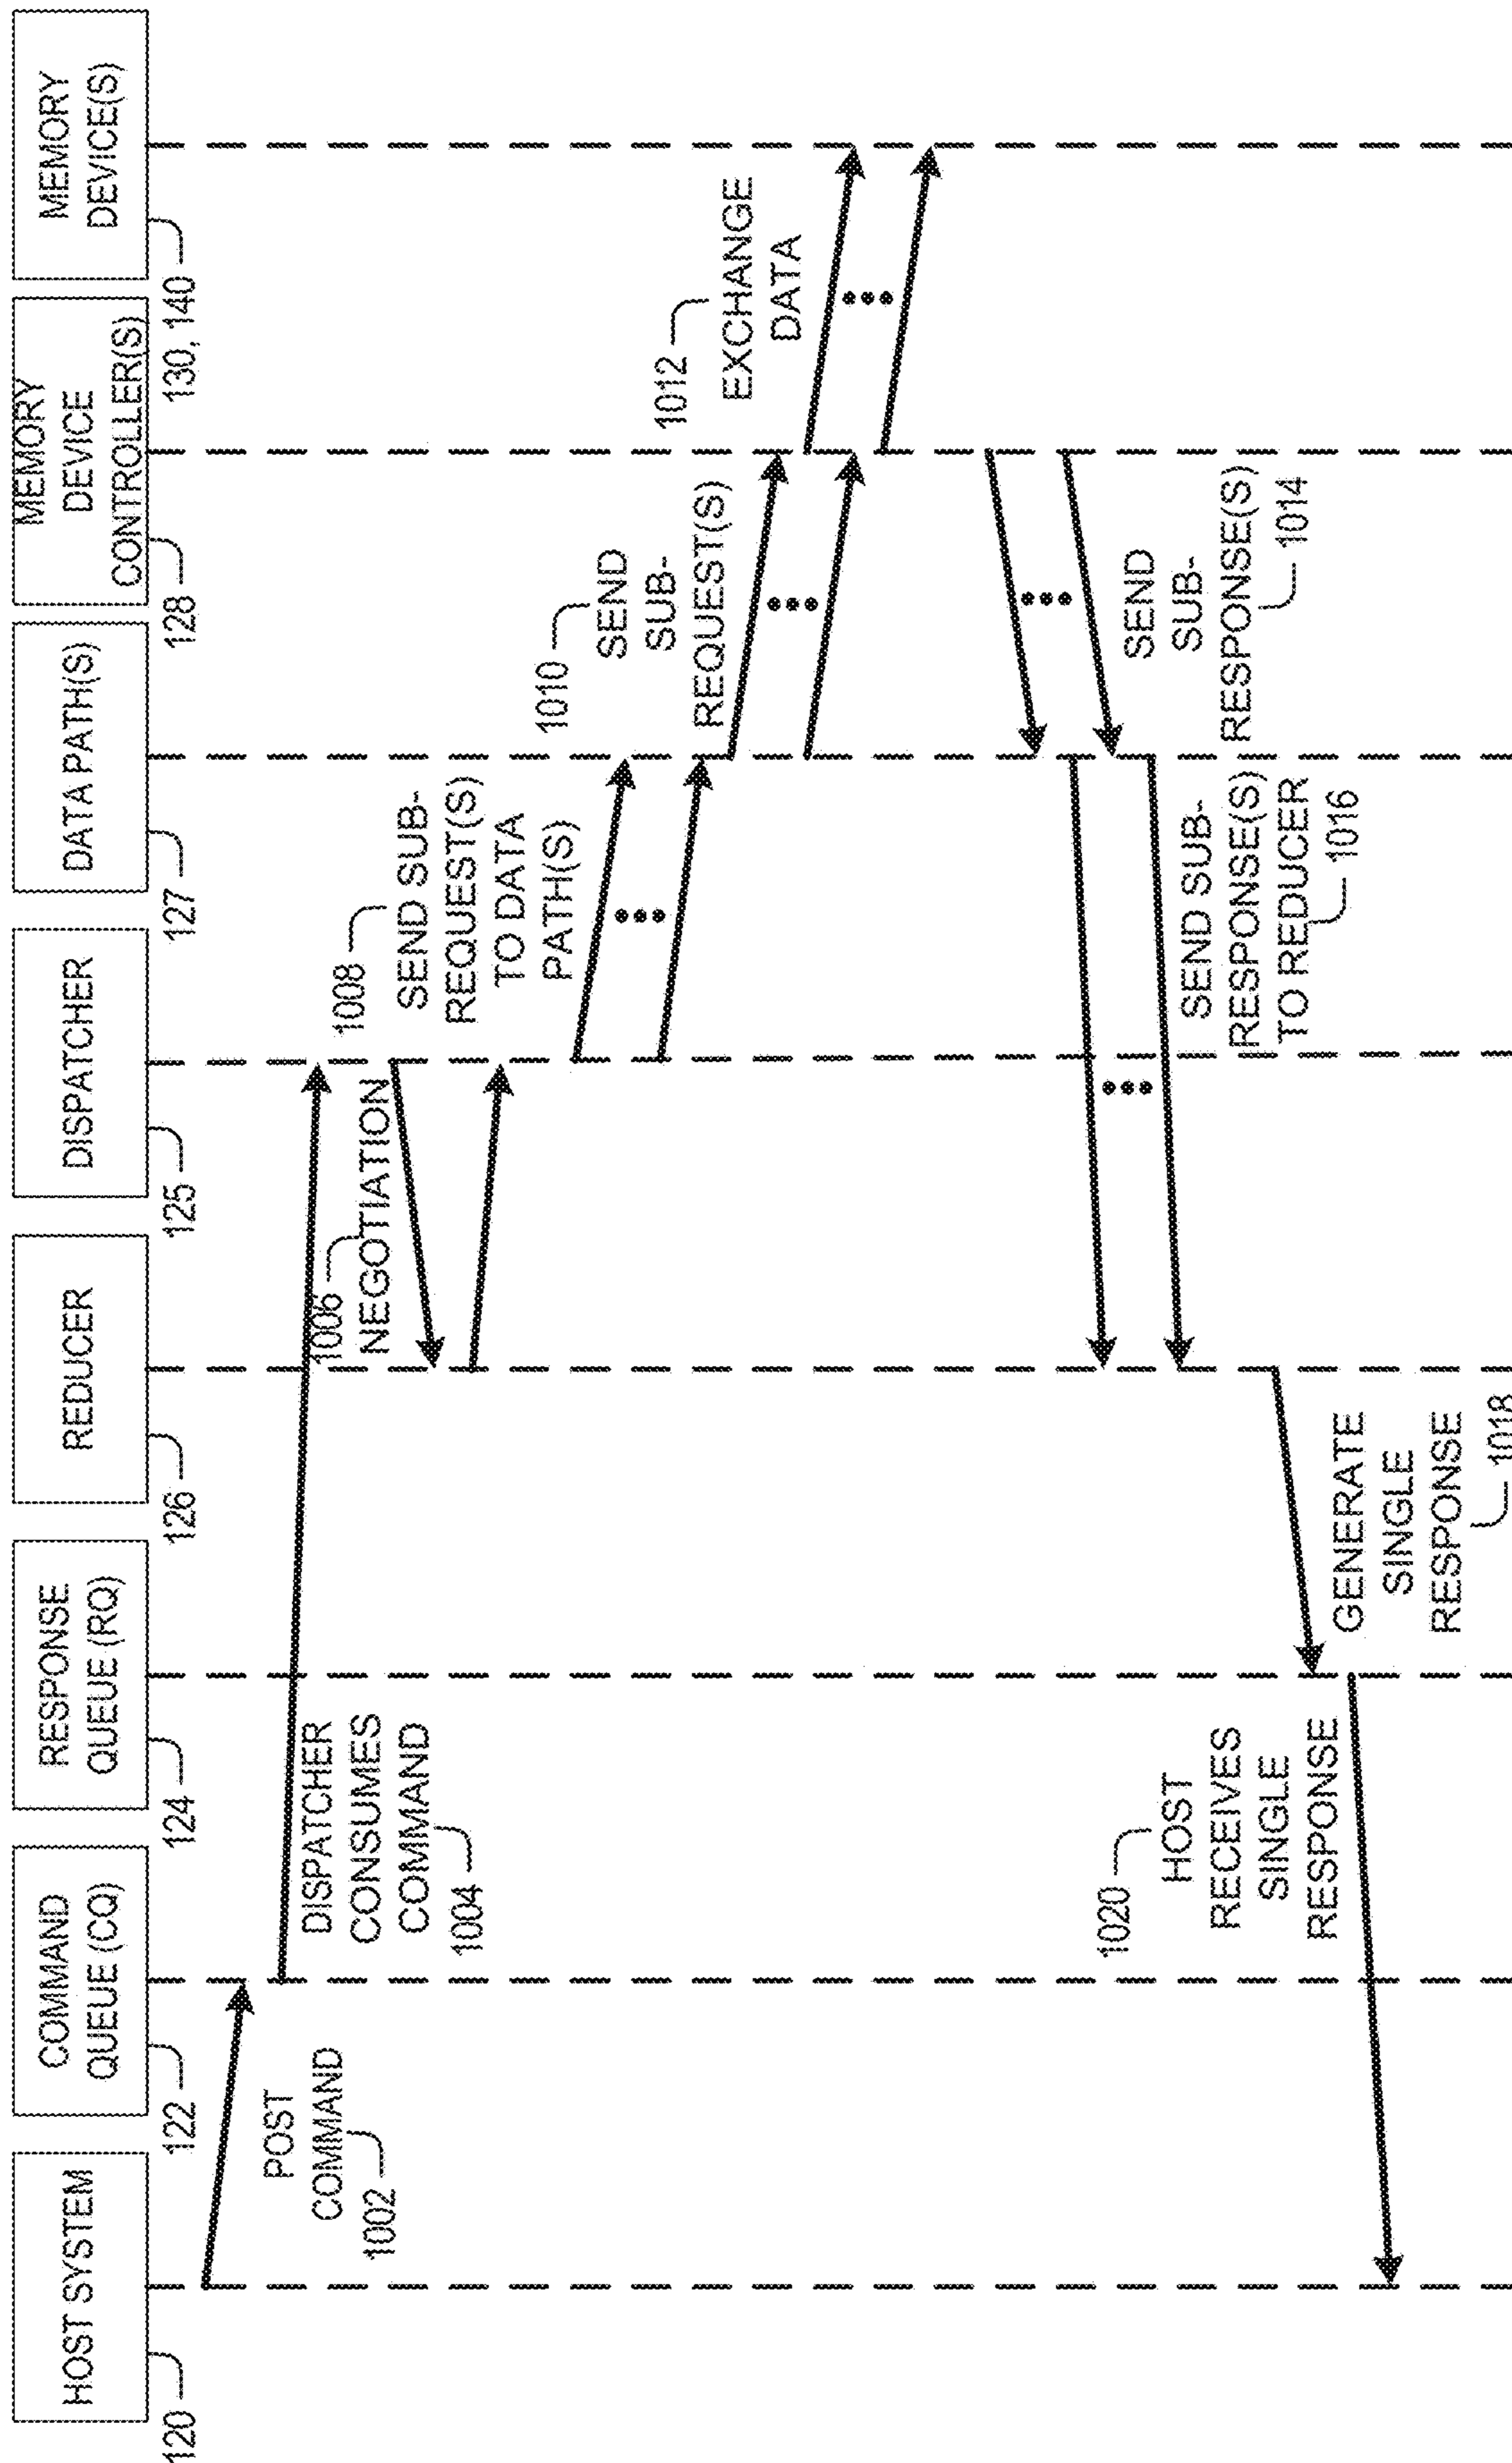 HOST SYSTEM
120
COMMAND
QUEUE (CQ)
122
RESPONSE
QUEUE (RQ)
124
REDUCER
126
DISPATCHER
125
DATA PATH(S)
127
MEMORY
DEVICE
CONTROLLER(S)
128
MEMORY
DEVICE(S)
130, 140
POST
COMMAND
1002
DISPATCHER
CONSUMES
COMMAND
1004
1006
NEGOTIATION
1008
SEND SUB-
REQUEST(S)
TO DATA
PATH(S)
1010
SEND
SUB-
REQUEST(S)
1012
EXCHANGE
DATA
SEND
SUB-
RESPONSE(S)
1014
SEND SUB-
RESPONSE(S)
TO REDUCER
1016
GENERATE
SINGLE
RESPONSE
1018
1020
HOST
RECEIVES
SINGLE
RESPONSE